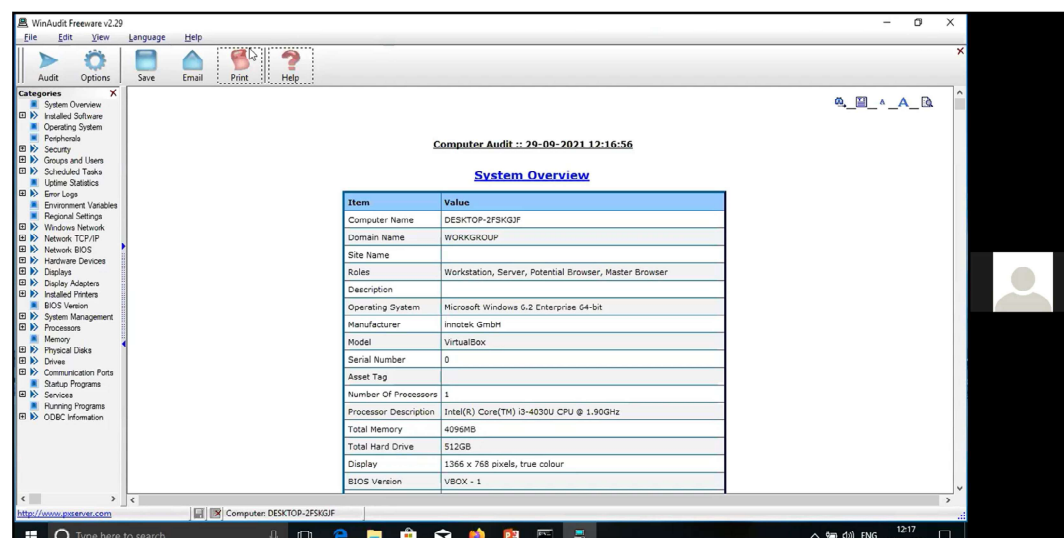 WinAudit Freeware v2.29
File Edit View Language Help
Audit Options Save Email Print Help
Categories
System Overview
Installed Software
Operating System
Peripherals
Security
Groups and Users
Scheduled Tasks
Uptime Statistics
Error Logs
Environment Variables
Regional Settings
Windows Network
Network TCP/IP
Network BIOS
Hardware Devices
Displays
Display Adapters
Installed Printers
BIOS Version
System Management
Processors
Memory
Physical Disks
Drives
Communication Ports
Startup Programs
Services
Running Programs
ODBC Information
A A
Computer Audit :: 29-09-2021 12:16:56
System Overview
Item Value
Computer Name DESKTOP-2FSKGJF
Domain Name WORKGROUP
Site Name
Roles Workstation, Server, Potential Browser, Master Browser
Description
Operating System Microsoft Windows 6.2 Enterprise 64-bit
Manufacturer innotek GmbH
Model VirtualBox
Serial Number 0
Asset Tag
Number Of Processors 1
Processor Description Intel(R) Core(TM) i3-4030U CPU @ 1.90GHz
Total Memory 4096MB
Total Hard Drive 512GB
Display 1366 x 768 pixels, true colour
BIOS Version VBOX - 1
http://www.pxserver.com Computer: DESKTOP-2FSKGJF
Type here to search ENG 12:17